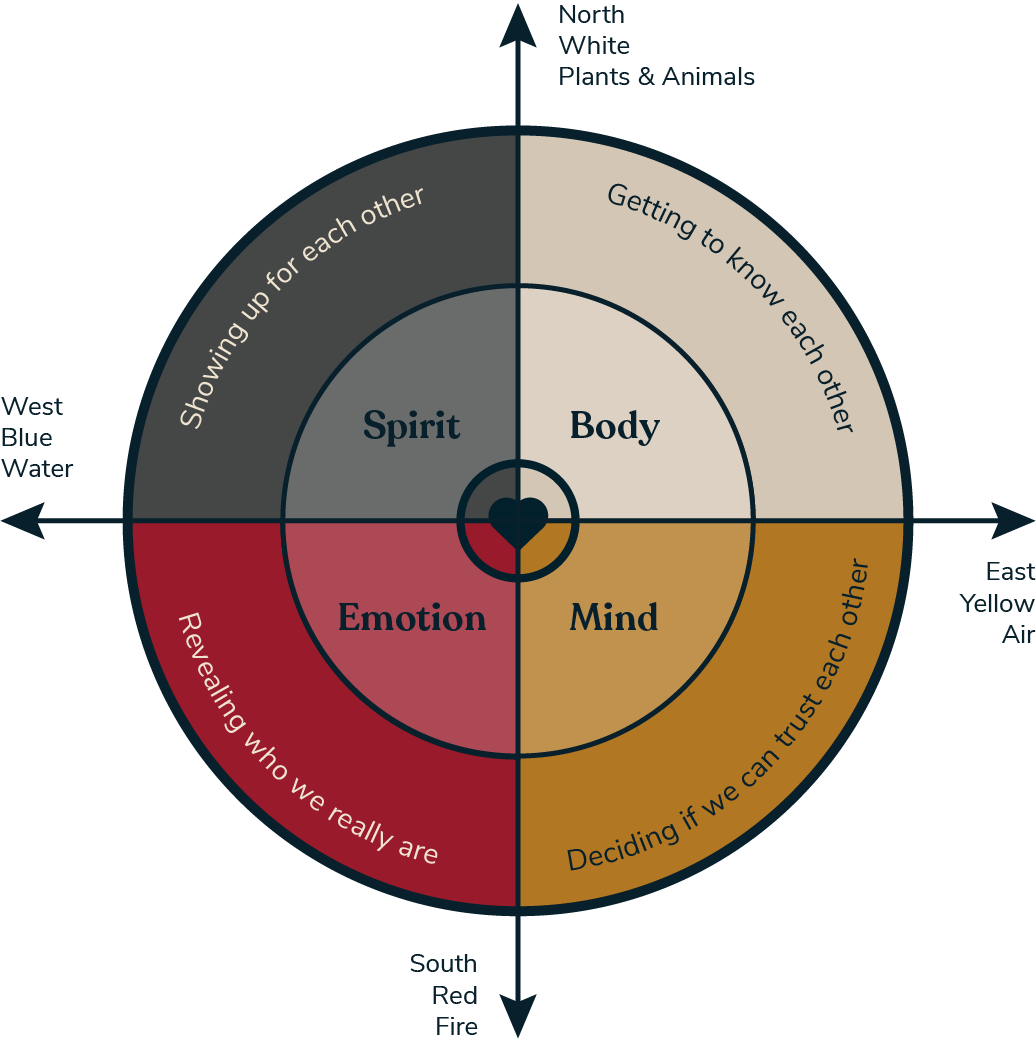 North
White
Plants & Animals
Showing up for each other
Getting to know each other
West
Blue
Water
Spirit
Body
Emotion
Mind
East
Yellow
Air
Revealing who we really are
Deciding if we can trust each other
South
Red
Fire